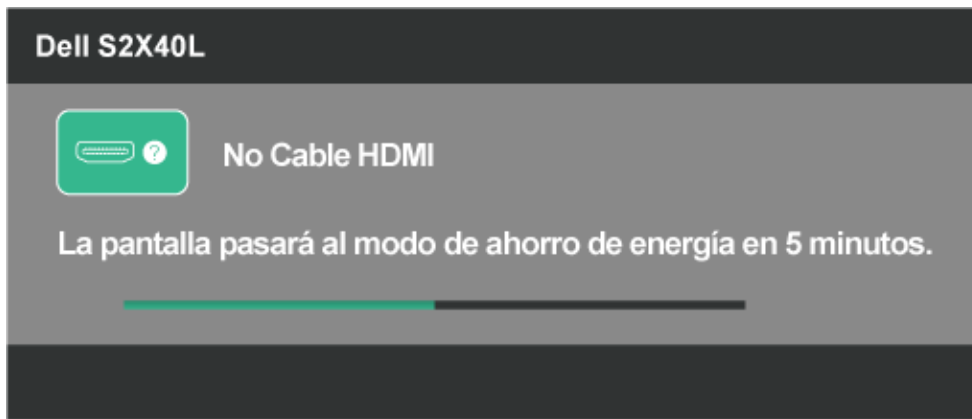 Dell S2X40L
?
No Cable HDMI
La pantalla pasará al modo de ahorro de energía en 5 minutos.